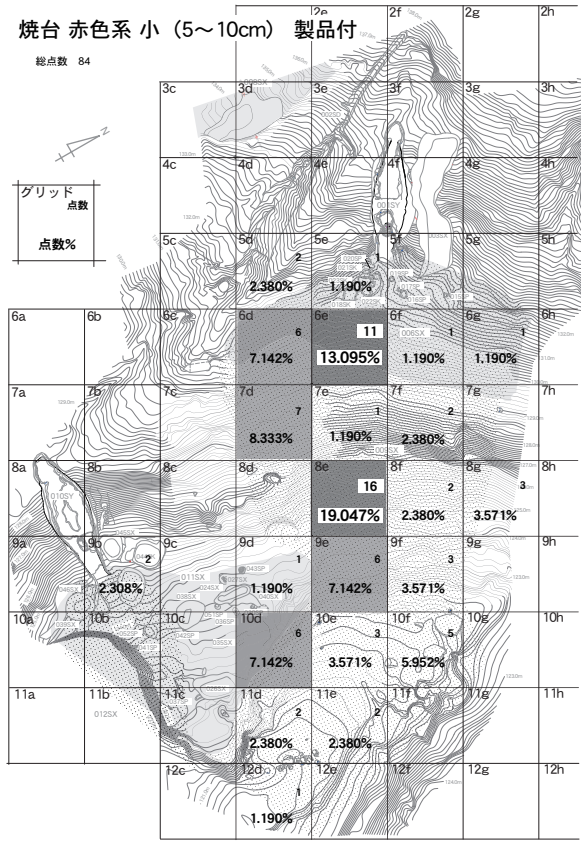 焼台 赤色系 小（5〜10cm） 製品付
総点数 84
N
グリッド
点数
点数%
2e 2f 2g 2h
3c 3d 3e 3f 3g 3h
4c 4d 4e 4f 4g 4h
001SY
5c 5d 5e 5f 5g 5h
2 1
2.380% 1.190%
6a 6b 6c 6d 6e 6f 6g 6h
6 11 006SX 1 1
7.142% 13.095% 1.190% 1.190%
7a 7b 7c 7d 7e 7f 7g 7h
7 1 2
8.333% 1.190% 2.380%
8a 8b 8c 8d 8e 8f 8g 8h
010SY
16 2 3
19.047% 2.380% 3.571%
9a 9b 9c 9d 9e 9f 9h
2 1 6 3
011SX
2.308% 1.190% 7.142% 3.571%
10a 10b 10c 10d 10e 10f 10g 10h
6 3 5
7.142% 3.571% 5.952%
11a 11b 11c 11d 11e 11f 11g 11h
012SX
2 2
2.380% 2.380%
12c 12d 12e 12f 12g 12h
1
1.190%